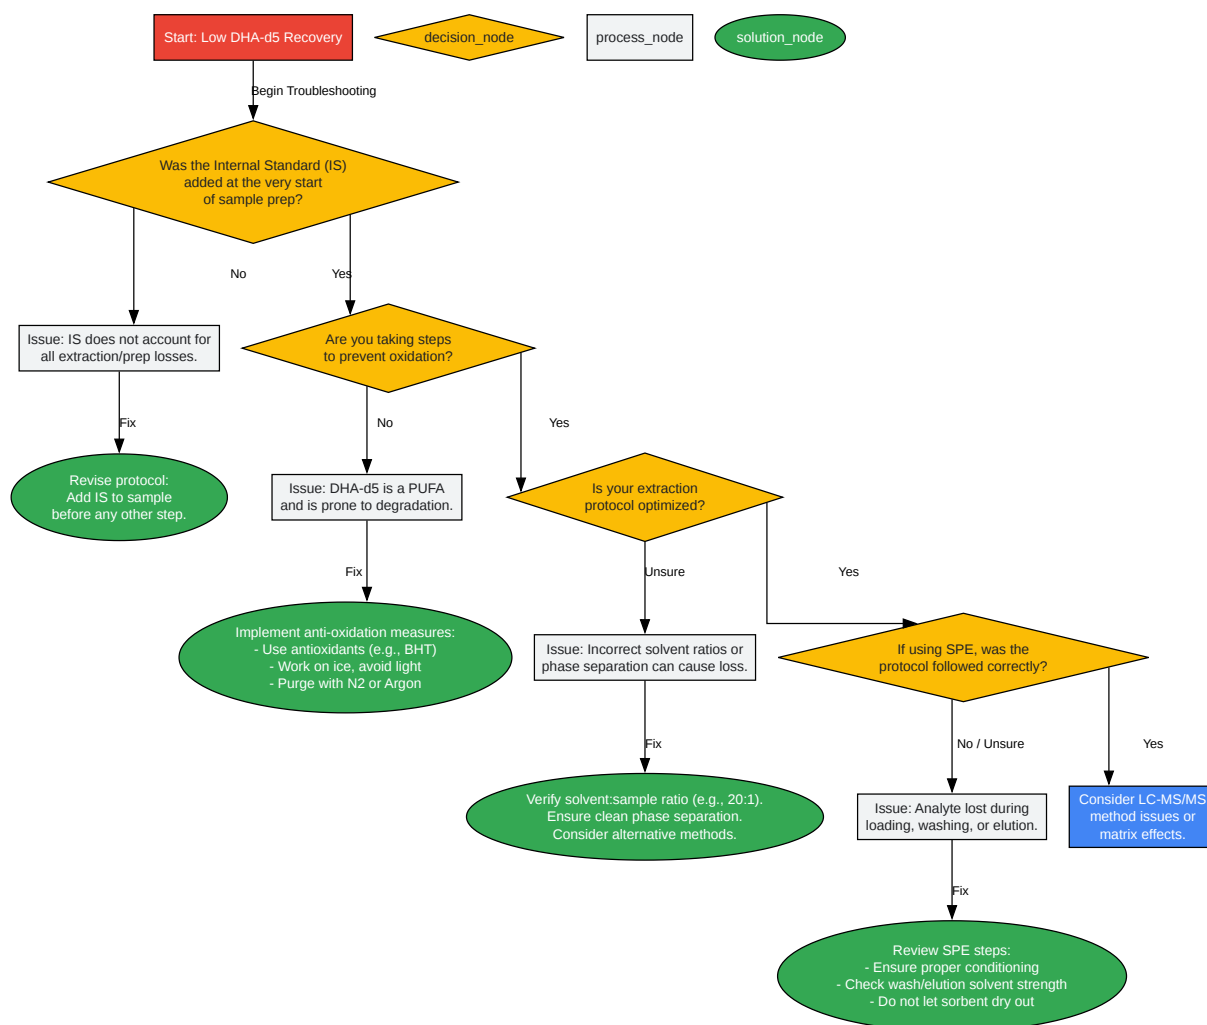 Start: Low DHA-d5 Recovery
decision_node
process_node
solution_node
Begin Troubleshooting
Was the Internal Standard (IS)
added at the very start
of sample prep?
No
Yes
Issue: IS does not account for
all extraction/prep losses.
Are you taking steps
to prevent oxidation?
Fix
No
Yes
Revise protocol:
Add IS to sample
before any other step.
Issue: DHA-d5 is a PUFA
and is prone to degradation.
Is your extraction
protocol optimized?
Fix
Unsure
Yes
Implement anti-oxidation measures:
- Use antioxidants (e.g., BHT)
- Work on ice, avoid light
- Purge with N2 or Argon
Issue: Incorrect solvent ratios or
phase separation can cause loss.
If using SPE, was the
protocol followed correctly?
Fix
No / Unsure
Yes
Verify solvent:sample ratio (e.g., 20:1).
Ensure clean phase separation.
Consider alternative methods.
Issue: Analyte lost during
loading, washing, or elution.
Consider LC-MS/MS
method issues or
matrix effects.
Fix
Review SPE steps:
- Ensure proper conditioning
- Check wash/elution solvent strength
- Do not let sorbent dry out